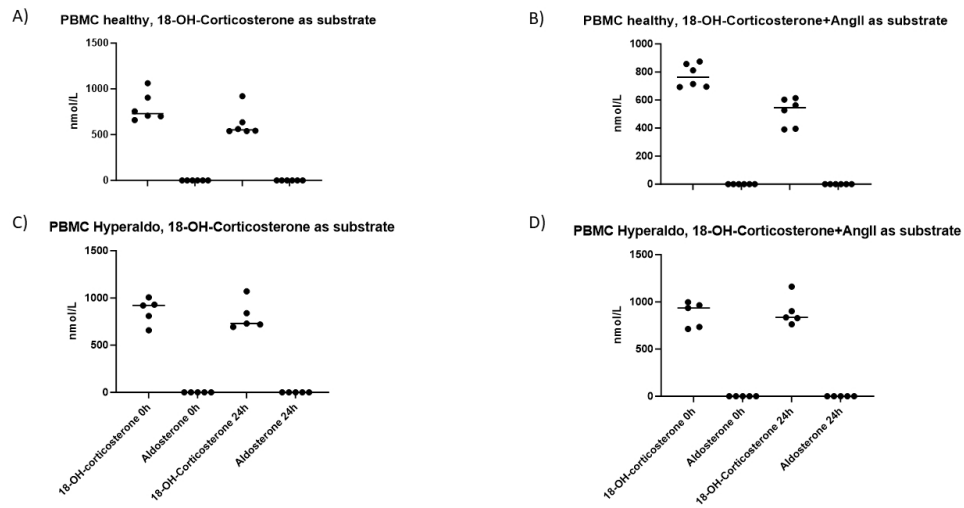 A)
PBMC healthy, 18-OH-Corticosterone as substrate
1500
1000
500
0
nmol/L
B)
PBMC healthy, 18-OH-Corticosterone+AngII as substrate
1000
800
600
400
200
0
nmol/L
C)
PBMC Hyperaldo, 18-OH-Corticosterone as substrate
1500
1000
500
0
nmol/L
18-OH-corticosterone 0h
Aldosterone 0h
18-OH-Corticosterone 24h
Aldosterone 24h
D)
PBMC Hyperaldo, 18-OH-Corticosterone+AngII as substrate
1500
1000
500
0
nmol/L
18-OH-corticosterone 0h
Aldosterone 0h
18-OH-Corticosterone 24h
Aldosterone 24h